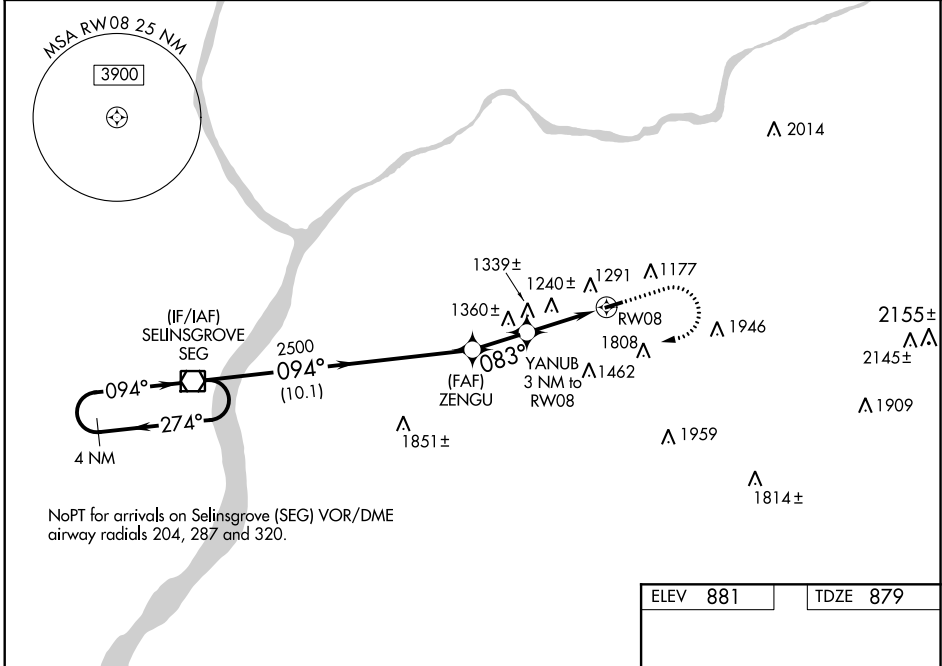 MSA RW08 25 NM
3900
2014
1339±
1240±
1291
1177
1360±
RW08
1946
2155±
2145±
(IF/IAF)
SELINSGROVE
SEG
2500
094°
(10.1)
083°
YANUB
3 NM to
RW08
1808
1462
(FAF)
ZENGU
094°
274°
4 NM
1851±
1909
1959
1814±
NoPT for arrivals on Selinsgrove (SEG) VOR/DME
airway radials 204, 287 and 320.
ELEV 881
TDZE 879